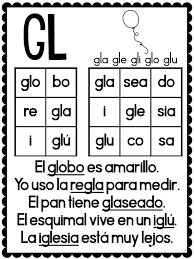 GL
gla gle gli glo glu
glo bo
gla sea do
re gla
i gle sia
i glú
glu co sa
El globo es amarillo.
Yo uso la regla para medir.
El pan tiene glaseado.
El esquimal vive en un iglú.
La iglesia está muy lejos.